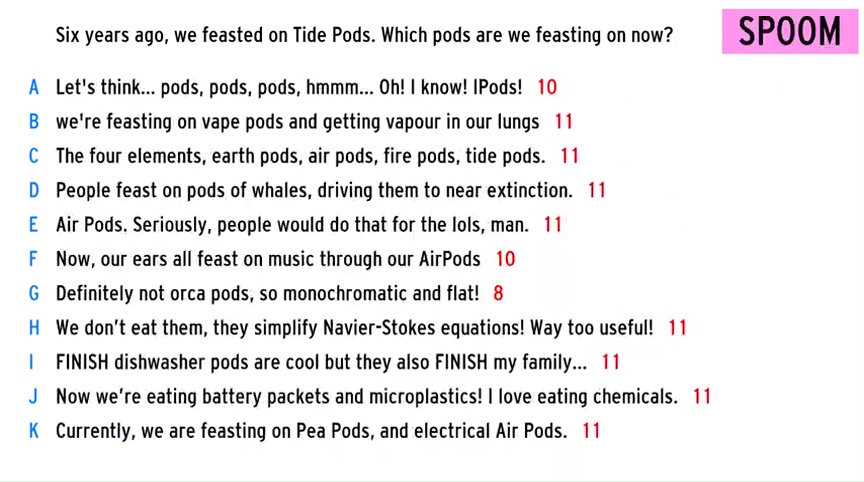 Six years ago, we feasted on Tide Pods. Which pods are we feasting on now?
SPOOM
A Let's think... pods, pods, pods, hmmm... Oh! I know! IPods! 10
B we're feasting on vape pods and getting vapour in our lungs 11
C The four elements, earth pods, air pods, fire pods, tide pods. 11
D People feast on pods of whales, driving them to near extinction. 11
E Air Pods. Seriously, people would do that for the lols, man. 11
F Now, our ears all feast on music through our AirPods 10
G Definitely not orca pods, so monochromatic and flat! 8
H We don’t eat them, they simplify Navier-Stokes equations! Way too useful! 11
I FINISH dishwasher pods are cool but they also FINISH my family... 11
J Now we’re eating battery packets and microplastics! I love eating chemicals. 11
K Currently, we are feasting on Pea Pods, and electrical Air Pods. 11